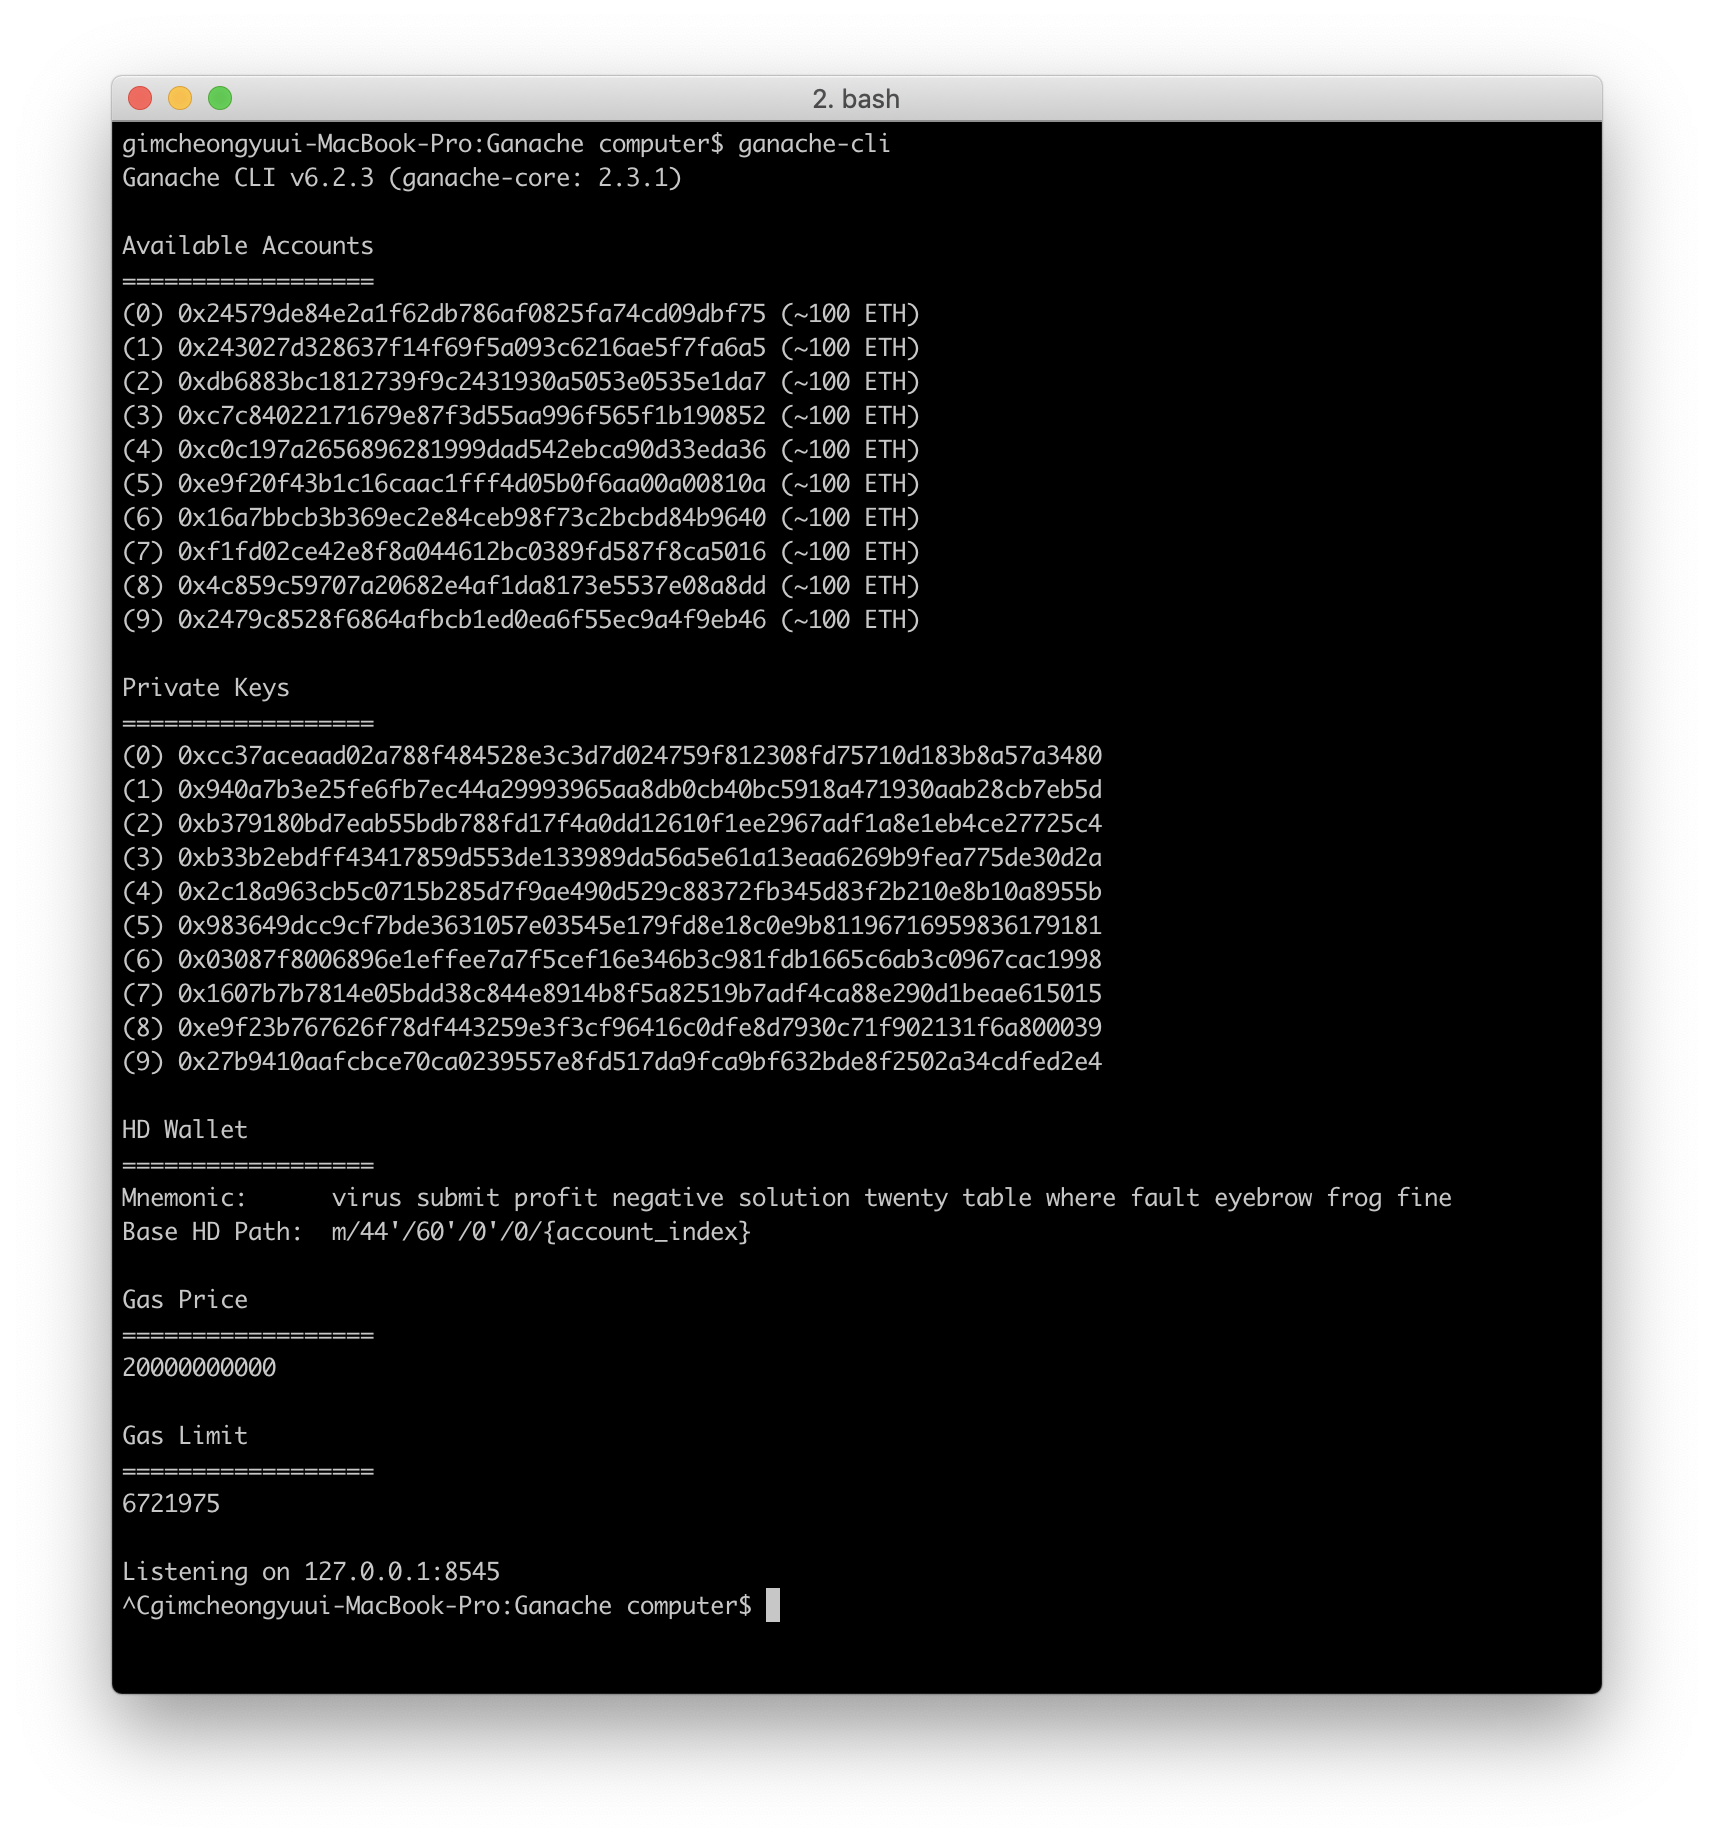 2. bash
gimcheongyuui-MacBook-Pro:Ganache computer$ ganache-cli
Ganache CLI v6.2.3 (ganache-core: 2.3.1)
Available Accounts
==================
(0) 0x24579de84e2a1f62db786af0825fa74cd09dbf75 (~100 ETH)
(1) 0x243027d328637f14f69f5a093c6216ae5f7fa6a5 (~100 ETH)
(2) 0xdb6883bc1812739f9c2431930a5053e0535e1da7 (~100 ETH)
(3) 0xc7c84022171679e87f3d55aa996f565f1b190852 (~100 ETH)
(4) 0xc0c197a2656896281999dad542ebca90d33eda36 (~100 ETH)
(5) 0xe9f20f43b1c16caac1fff4d05b0f6aa00a00810a (~100 ETH)
(6) 0x16a7bbcb3b369ec2e84ceb98f73c2bcbd84b9640 (~100 ETH)
(7) 0xf1fd02ce42e8f8a044612bc0389fd587f8ca5016 (~100 ETH)
(8) 0x4c859c59707a20682e4af1da8173e5537e08a8dd (~100 ETH)
(9) 0x2479c8528f6864afbcb1ed0ea6f55ec9a4f9eb46 (~100 ETH)
Private Keys
==================
(0) 0xcc37aceaad02a788f484528e3c3d7d024759f812308fd75710d183b8a57a3480
(1) 0x940a7b3e25fe6fb7ec44a29993965aa8db0cb40bc5918a471930aab28cb7eb5d
(2) 0xb379180bd7eab55bdb788fd17f4a0dd12610f1ee2967adf1a8e1eb4ce27725c4
(3) 0xb33b2ebdff43417859d553de133989da56a5e61a13eaa6269b9fea775de30d2a
(4) 0x2c18a963cb5c0715b285d7f9ae490d529c88372fb345d83f2b210e8b10a8955b
(5) 0x983649dcc9cf7bde3631057e03545e179fd8e18c0e9b81196716959836179181
(6) 0x03087f8006896e1effee7a7f5cef16e346b3c981fdb1665c6ab3c0967cac1998
(7) 0x1607b7b7814e05bdd38c844e8914b8f5a82519b7adf4ca88e290d1beae615015
(8) 0xe9f23b767626f78df443259e3f3cf96416c0dfe8d7930c71f902131f6a800039
(9) 0x27b9410aafcbce70ca0239557e8fd517da9fca9bf632bde8f2502a34cdfed2e4
HD Wallet
==================
Mnemonic:      virus submit profit negative solution twenty table where fault eyebrow frog fine
Base HD Path:  m/44'/60'/0'/0/{account_index}
Gas Price
==================
20000000000
Gas Limit
==================
6721975
Listening on 127.0.0.1:8545
^Cgimcheongyuui-MacBook-Pro:Ganache computer$